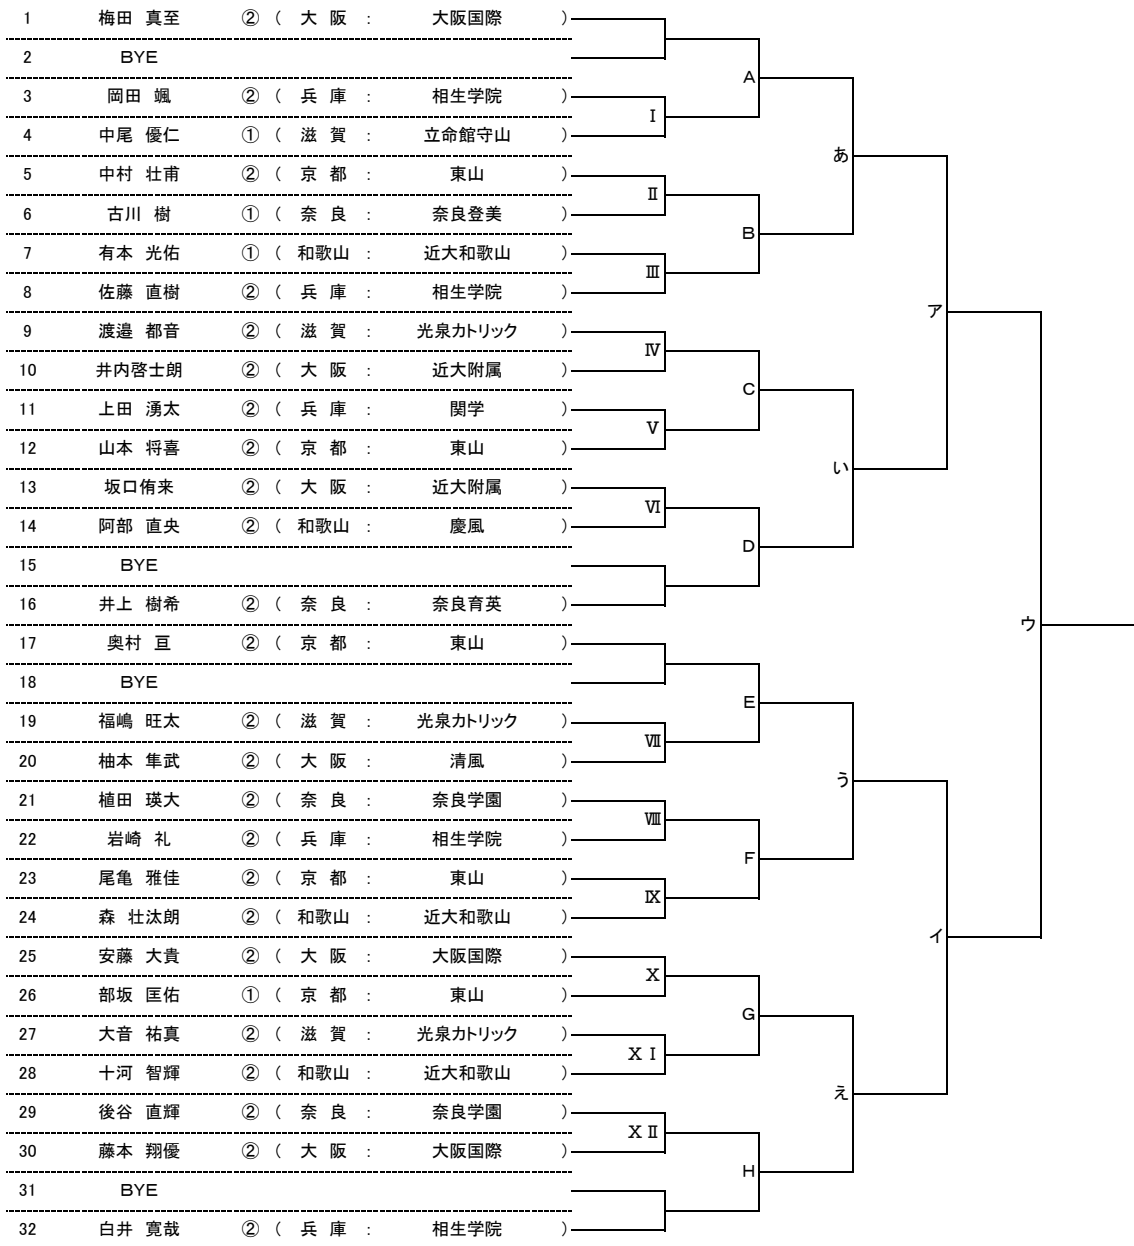 1 梅田 真至 ② ( 大 阪 : 大阪国際 )
2 BYE
A
3 岡田 颯 ② ( 兵 庫 : 相生学院 )
Ⅰ
4 中尾 優仁 ① ( 滋 賀 : 立命館守山 )
あ
5 中村 壮甫 ② ( 京 都 : 東山 )
Ⅱ
6 古川 樹 ① ( 奈 良 : 奈良登美 )
B
7 有本 光佑 ① ( 和歌山 : 近大和歌山 )
Ⅲ
8 佐藤 直樹 ② ( 兵 庫 : 相生学院 )
ア
9 渡邉 都音 ② ( 滋 賀 : 光泉カトリック )
Ⅳ
10 井内啓士朗 ② ( 大 阪 : 近大附属 )
C
11 上田 湧太 ② ( 兵 庫 : 関学 )
Ⅴ
12 山本 将喜 ② ( 京 都 : 東山 )
い
13 坂口侑来 ② ( 大 阪 : 近大附属 )
Ⅵ
14 阿部 直央 ② ( 和歌山 : 慶風 )
D
15 BYE
16 井上 樹希 ② ( 奈 良 : 奈良育英 )
ウ
17 奥村 亘 ② ( 京 都 : 東山 )
18 BYE
E
19 福嶋 旺太 ② ( 滋 賀 : 光泉カトリック )
Ⅶ
20 柚本 隼武 ② ( 大 阪 : 清風 )
う
21 植田 瑛大 ② ( 奈 良 : 奈良学園 )
Ⅷ
22 岩崎 礼 ② ( 兵 庫 : 相生学院 )
F
23 尾亀 雅佳 ② ( 京 都 : 東山 )
Ⅸ
24 森 壮汰朗 ② ( 和歌山 : 近大和歌山 )
イ
25 安藤 大貴 ② ( 大 阪 : 大阪国際 )
Ⅹ
26 部坂 匡佑 ① ( 京 都 : 東山 )
G
27 大音 祐真 ② ( 滋 賀 : 光泉カトリック )
ⅩⅠ
28 十河 智輝 ② ( 和歌山 : 近大和歌山 )
え
29 後谷 直輝 ② ( 奈 良 : 奈良学園 )
ⅩⅡ
30 藤本 翔優 ② ( 大 阪 : 大阪国際 )
H
31 BYE
32 白井 寛哉 ② ( 兵 庫 : 相生学院 )